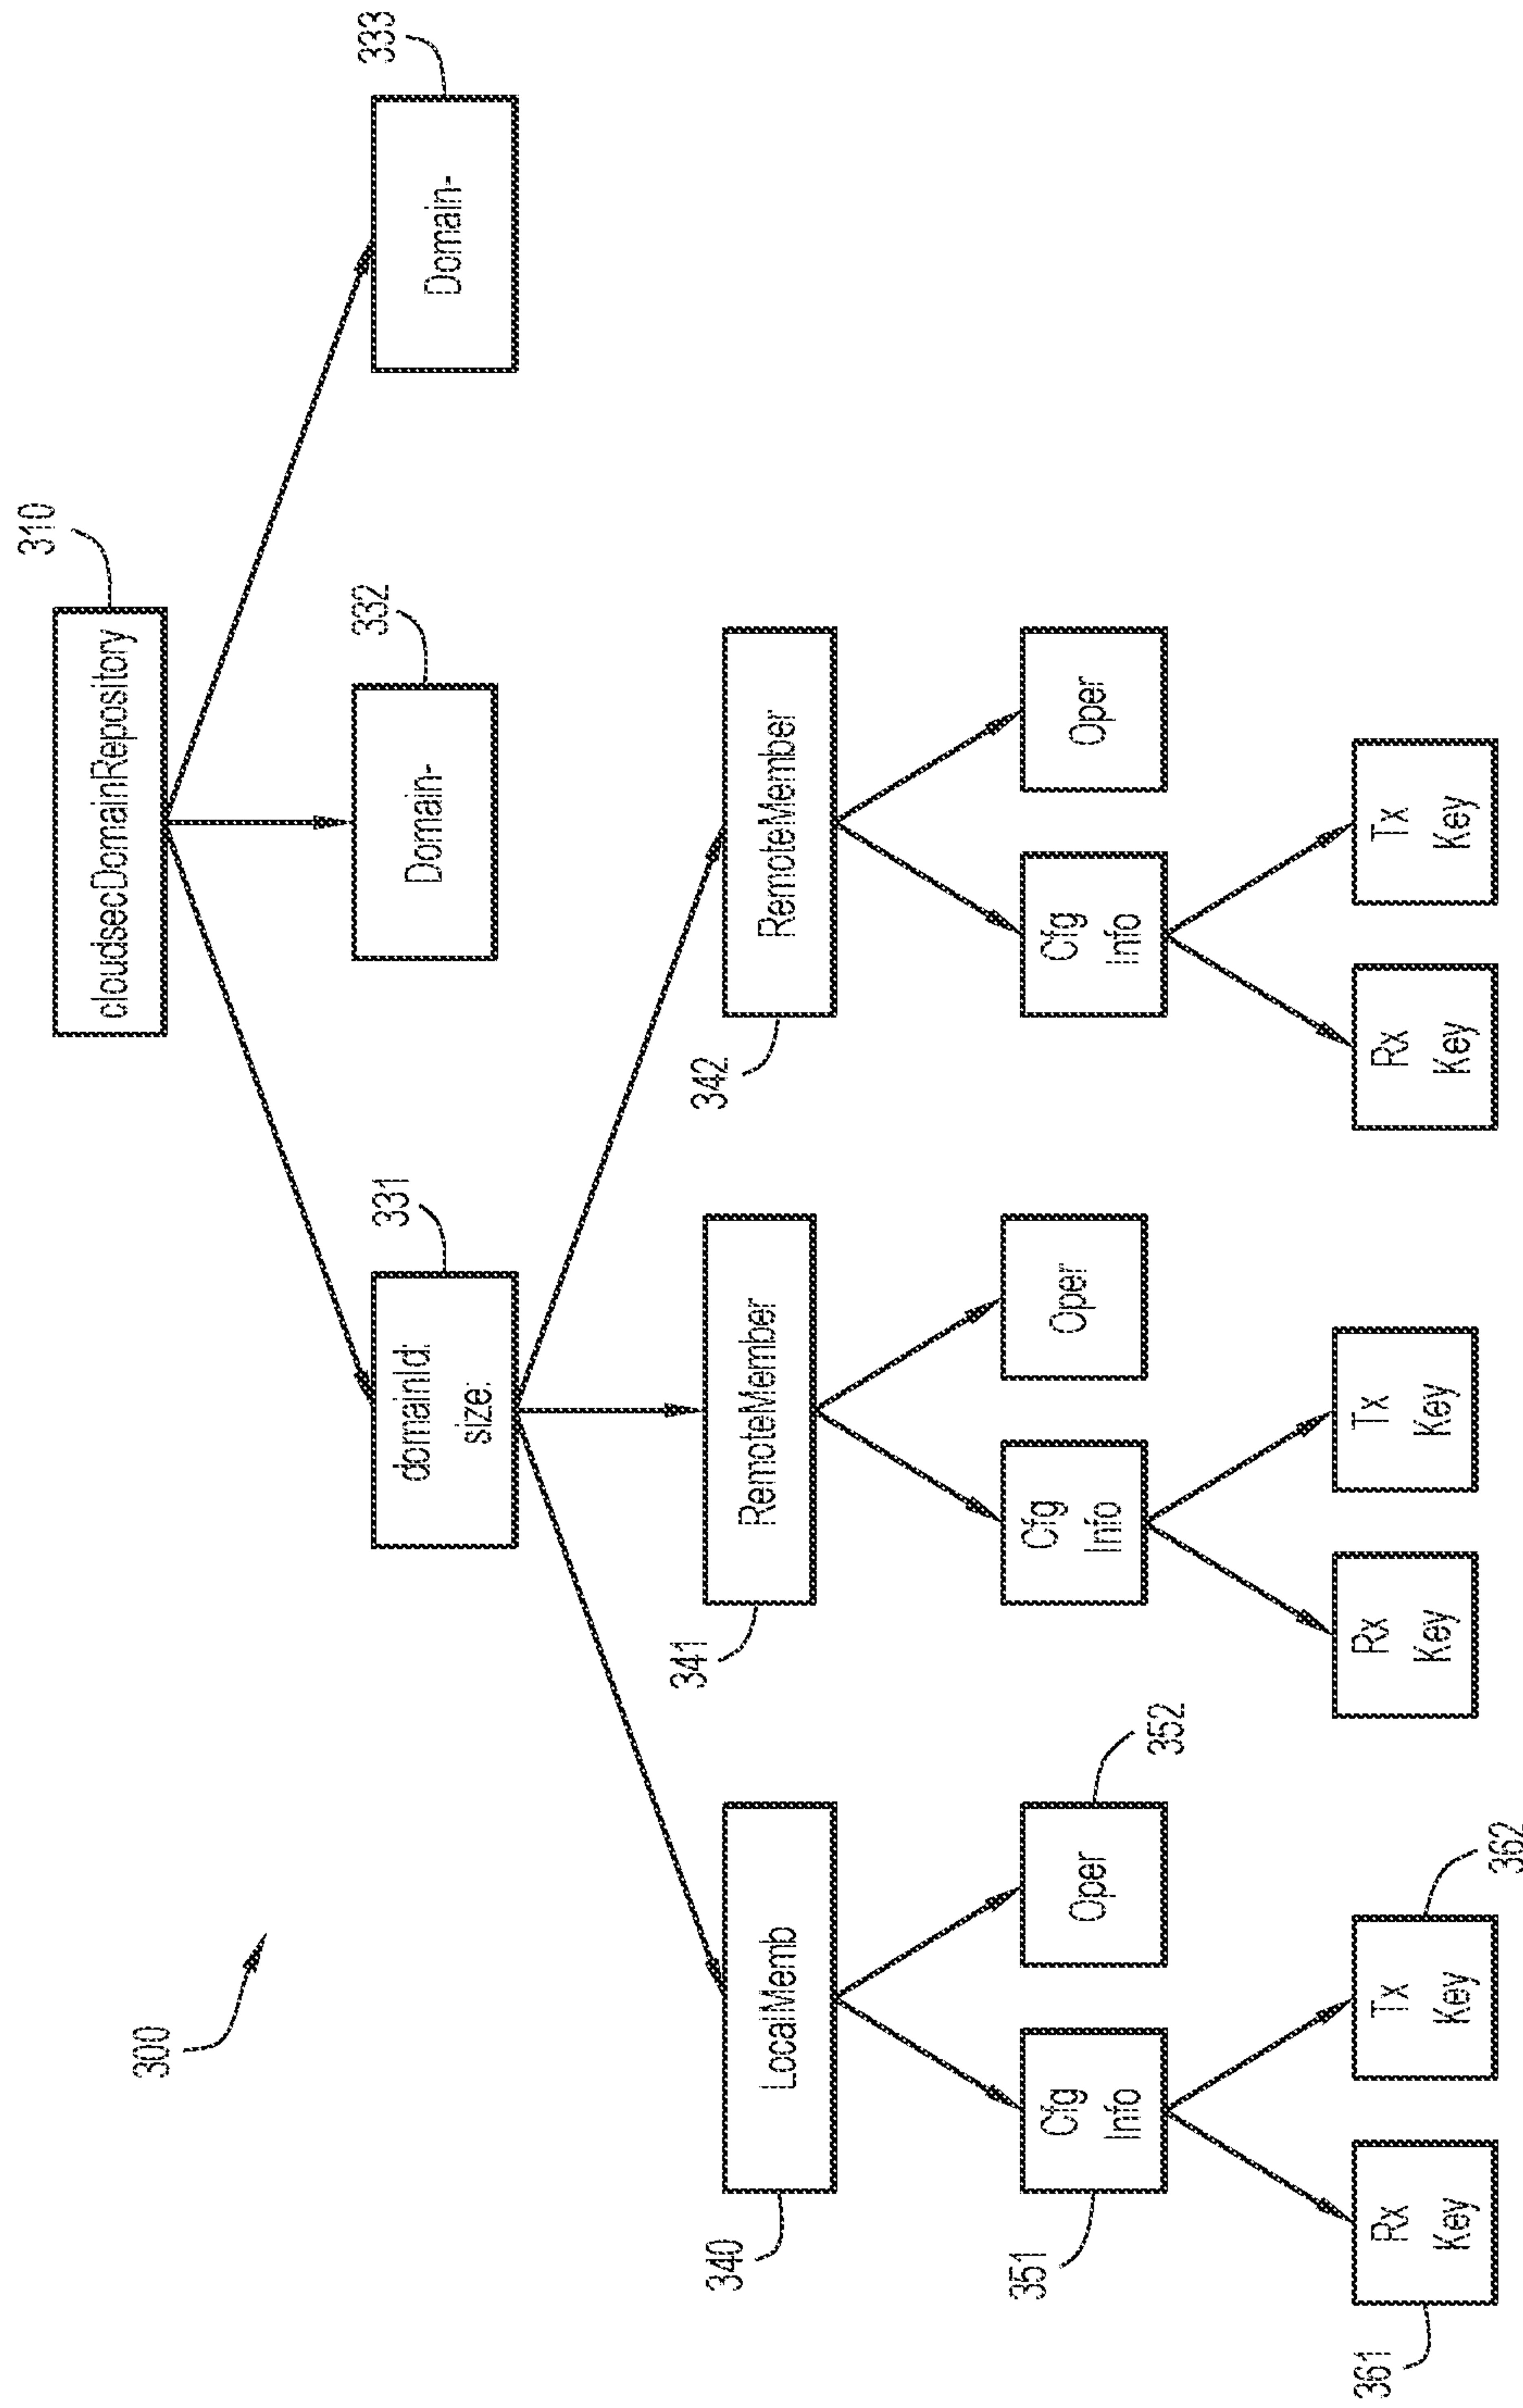 300
310
cloudsecDomainRepository
331
domainId:
size:
332
Domain-
333
Domain-
340
LocalMemb
341
RemoteMember
342
RemoteMember
351
Cfg
Info
352
Oper
Cfg
Info
Oper
Cfg
Info
Oper
361
Rx
Key
362
Tx
Key
Rx
Key
Tx
Key
Rx
Key
Tx
Key